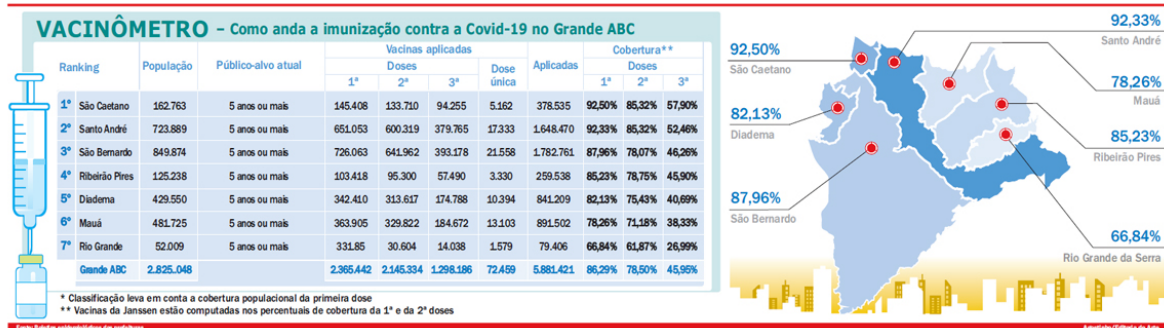 VACINÔMETRO – Como anda a imunização contra a Covid-19 no Grande ABC
Ranking População Público-alvo atual Vacinas aplicadas Aplicadas Cobertura**
Doses Dose única Doses
1ª 2ª 3ª 1ª 2ª 3ª
1º São Caetano 162.763 5 anos ou mais 145.408 133.710 94.255 5.162 378.535 92,50% 85,32% 57,90%
2º Santo André 723.889 5 anos ou mais 651.053 600.319 379.765 17.333 1.648.470 92,33% 85,32% 52,46%
3º São Bernardo 849.874 5 anos ou mais 726.063 641.962 393.178 21.558 1.782.761 87,96% 78,07% 46,26%
4º Ribeirão Pires 125.238 5 anos ou mais 103.418 95.300 57.490 3.330 259.538 85,23% 78,75% 45,90%
5º Diadema 429.550 5 anos ou mais 342.410 313.617 174.788 10.394 841.209 82,13% 75,43% 40,69%
6º Mauá 481.725 5 anos ou mais 363.905 329.822 184.672 13.103 891.502 78,26% 71,18% 38,33%
7º Rio Grande 52.009 5 anos ou mais 331.85 30.604 14.038 1.579 79.406 66,84% 61,87% 26,99%
Grande ABC 2.825.048 2.365.442 2.145.334 1.298.186 72.459 5.881.421 86,29% 78,50% 45,95%
* Classificação leva em conta a cobertura populacional da primeira dose
** Vacinas da Janssen estão computadas nos percentuais de cobertura da 1ª e da 2ª doses
92,33%
Santo André
92,50%
São Caetano
78,26%
Mauá
82,13%
Diadema
85,23%
Ribeirão Pires
87,96%
São Bernardo
66,84%
Rio Grande da Serra